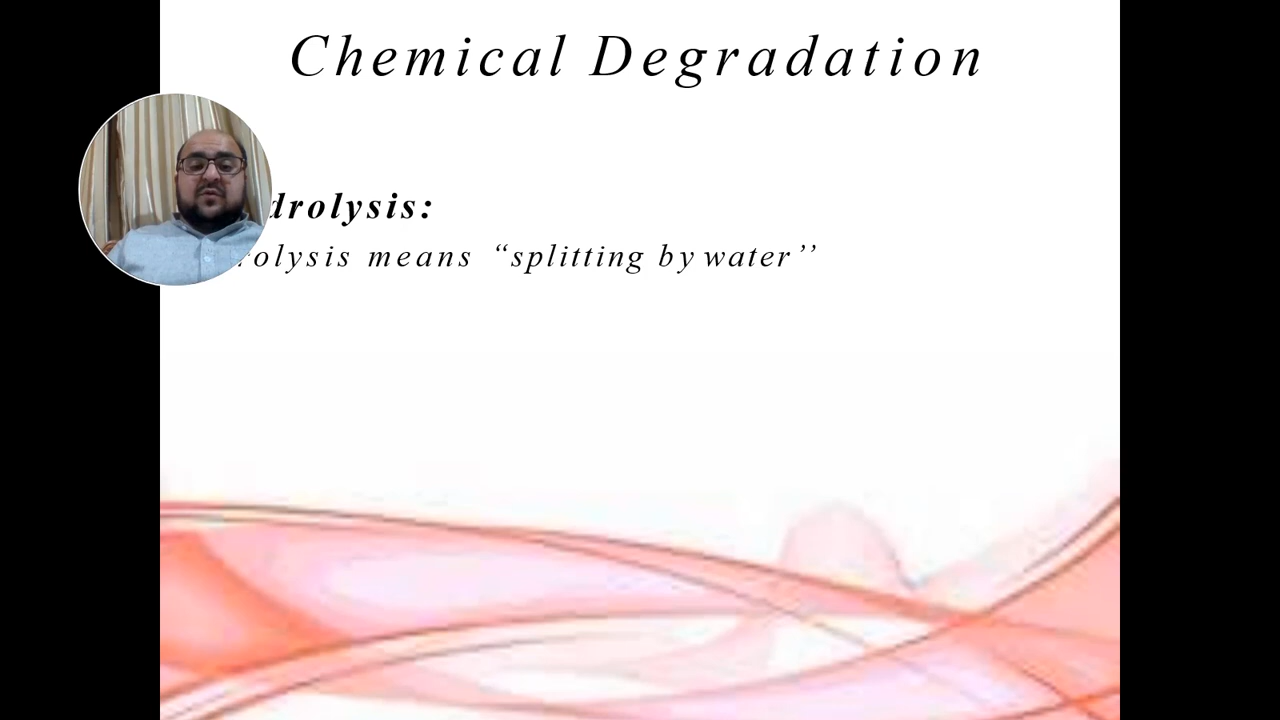 Chemical Degradation
drolysis:
rolysis means “splitting by water’’